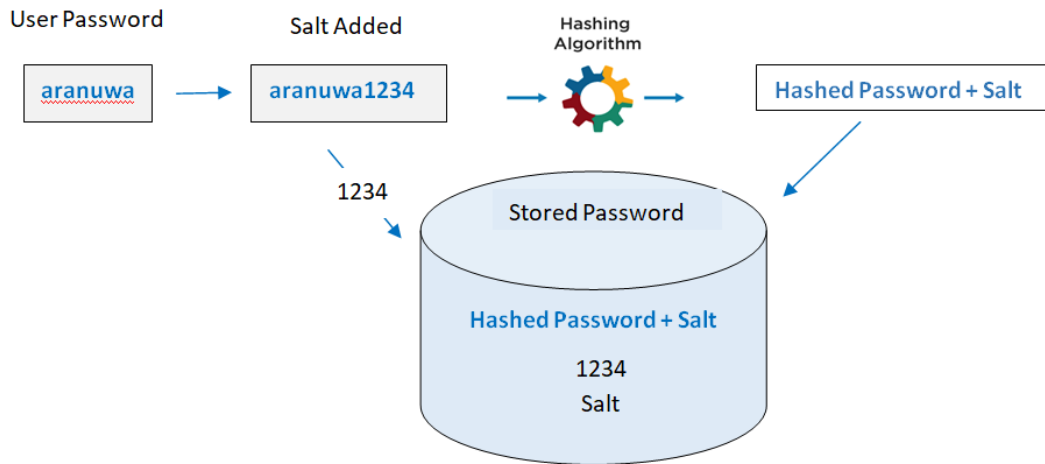 User Password
Salt Added
Hashing
Algorithm
aranuwa
aranuwa1234
Hashed Password + Salt
1234
Stored Password
Hashed Password + Salt
1234
Salt